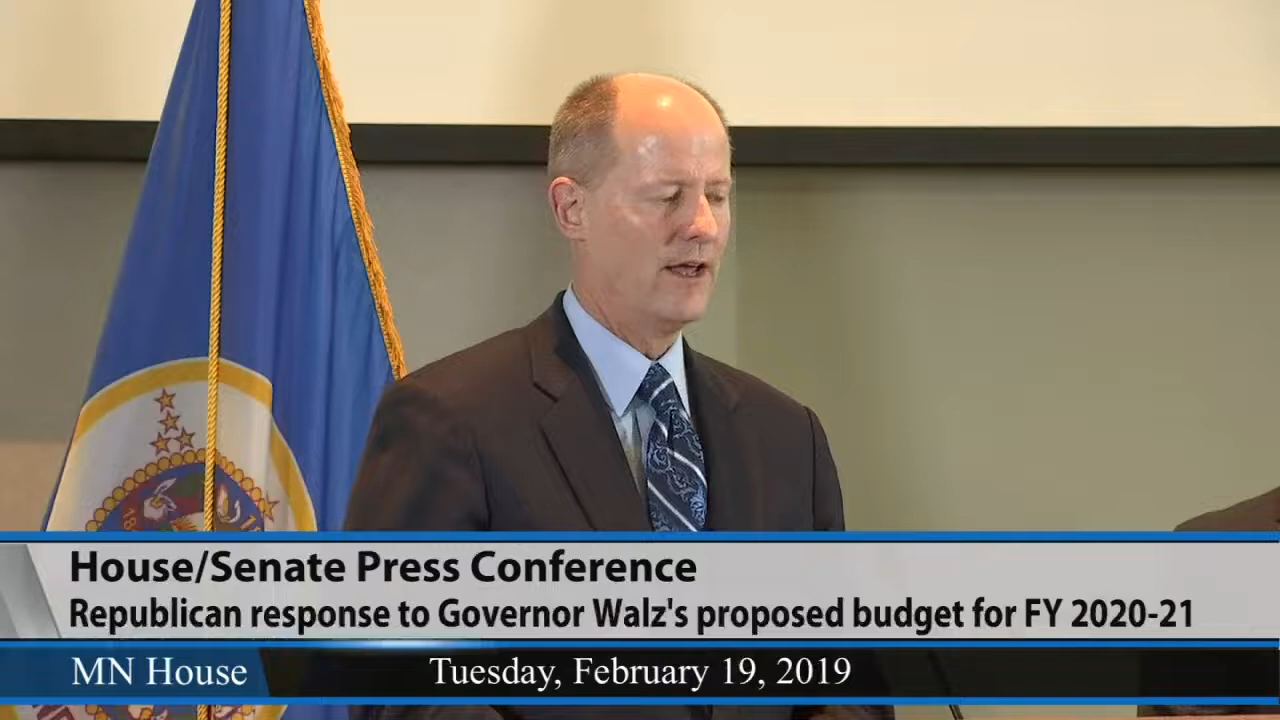 House/Senate Press Conference
Republican response to Governor Walz's proposed budget for FY 2020-21
MN House
Tuesday, February 19, 2019